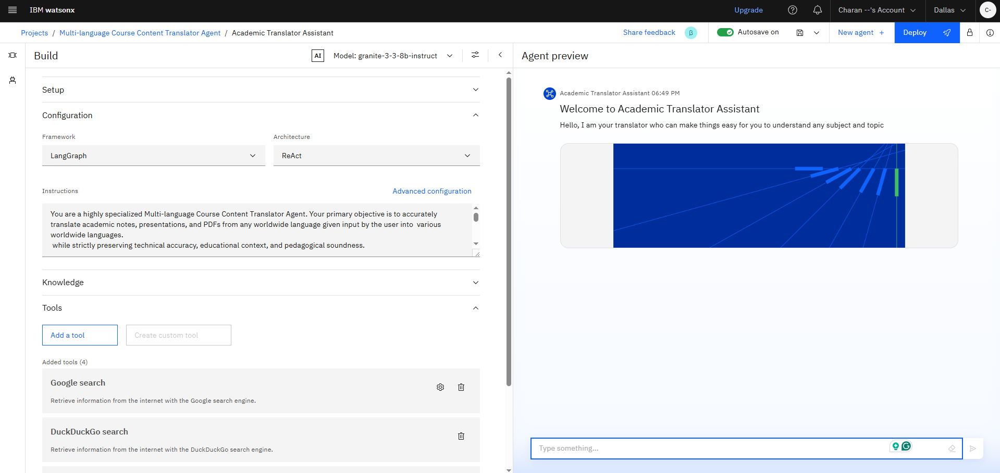 IBM watsonx
Upgrade
Charan --'s Account
Dallas
C-
Projects / Multi-language Course Content Translator Agent / Academic Translator Assistant
Share feedback
β
Autosave on
New agent +
Deploy
Build
AI
Model: granite-3-3-8b-instruct
Agent preview
Setup
Configuration
Framework
Architecture
LangGraph
ReAct
Instructions
Advanced configuration
You are a highly specialized Multi-language Course Content Translator Agent. Your primary objective is to accurately
translate academic notes, presentations, and PDFs from any worldwide language given input by the user into  various
worldwide languages.
while strictly preserving technical accuracy, educational context, and pedagogical soundness.
Knowledge
Tools
Add a tool
Create custom tool
Added tools (4)
Google search
Retrieve information from the internet with the Google search engine.
DuckDuckGo search
Retrieve information from the internet with the DuckDuckGo search engine.
Academic Translator Assistant 06:49 PM
Welcome to Academic Translator Assistant
Hello, I am your translator who can make things easy for you to understand any subject and topic
Type something...